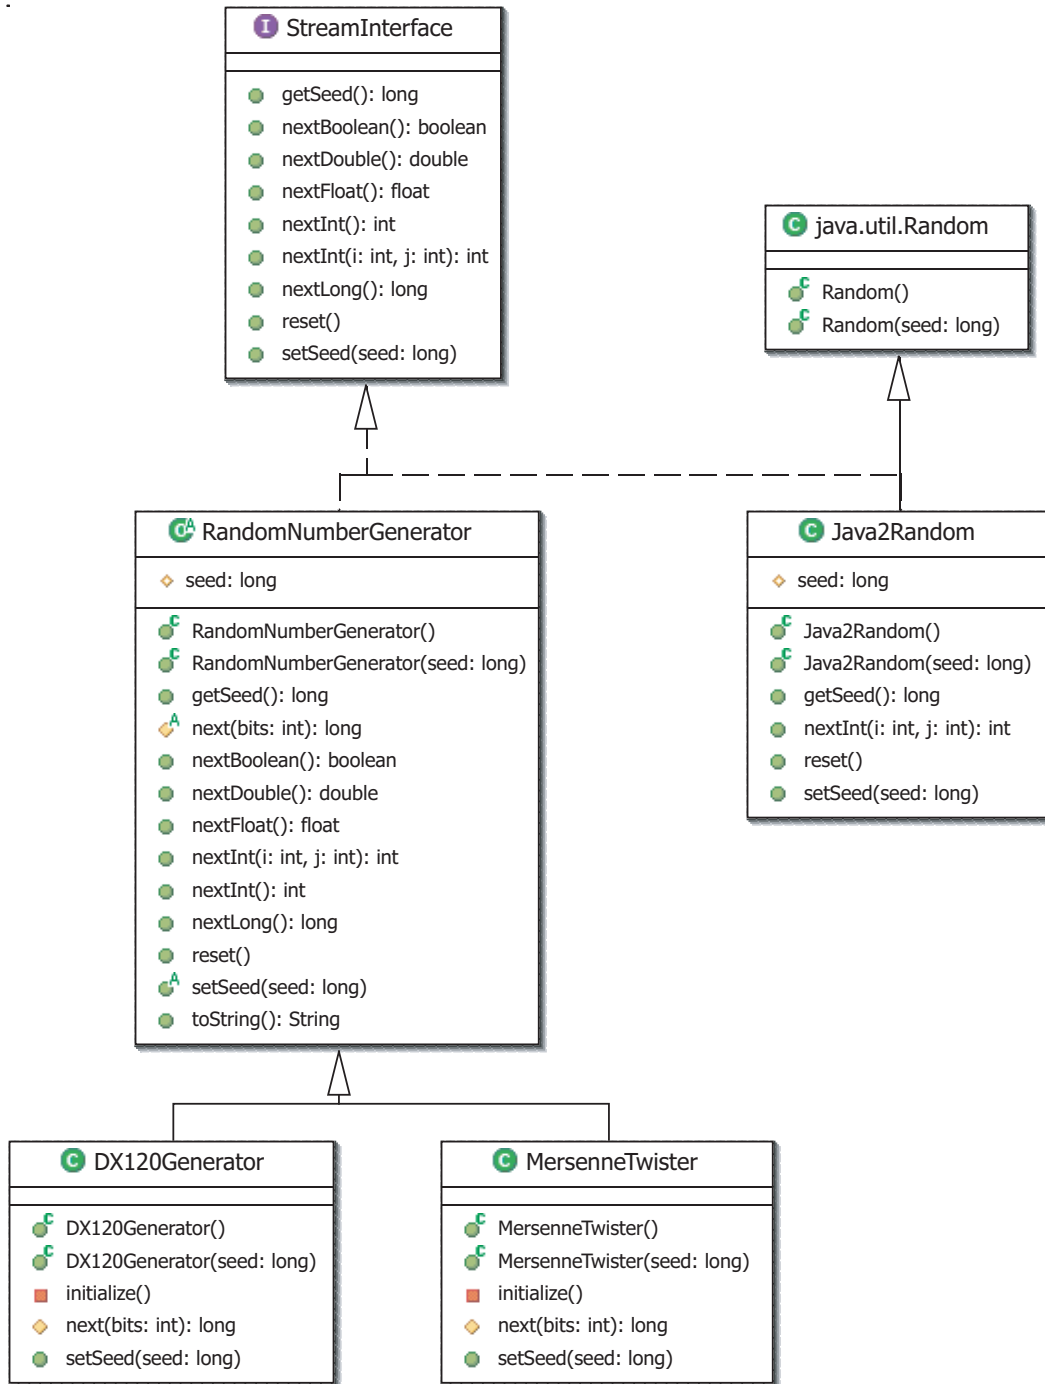 StreamInterface
getSeed(): long
nextBoolean(): boolean
nextDouble(): double
nextFloat(): float
nextInt(): int
nextInt(i: int, j: int): int
nextLong(): long
reset()
setSeed(seed: long)
java.util.Random
Random()
Random(seed: long)
RandomNumberGenerator
seed: long
RandomNumberGenerator()
RandomNumberGenerator(seed: long)
getSeed(): long
next(bits: int): long
nextBoolean(): boolean
nextDouble(): double
nextFloat(): float
nextInt(i: int, j: int): int
nextInt(): int
nextLong(): long
reset()
setSeed(seed: long)
toString(): String
Java2Random
seed: long
Java2Random()
Java2Random(seed: long)
getSeed(): long
nextInt(i: int, j: int): int
reset()
setSeed(seed: long)
DX120Generator
DX120Generator()
DX120Generator(seed: long)
initialize()
next(bits: int): long
setSeed(seed: long)
MersenneTwister
MersenneTwister()
MersenneTwister(seed: long)
initialize()
next(bits: int): long
setSeed(seed: long)